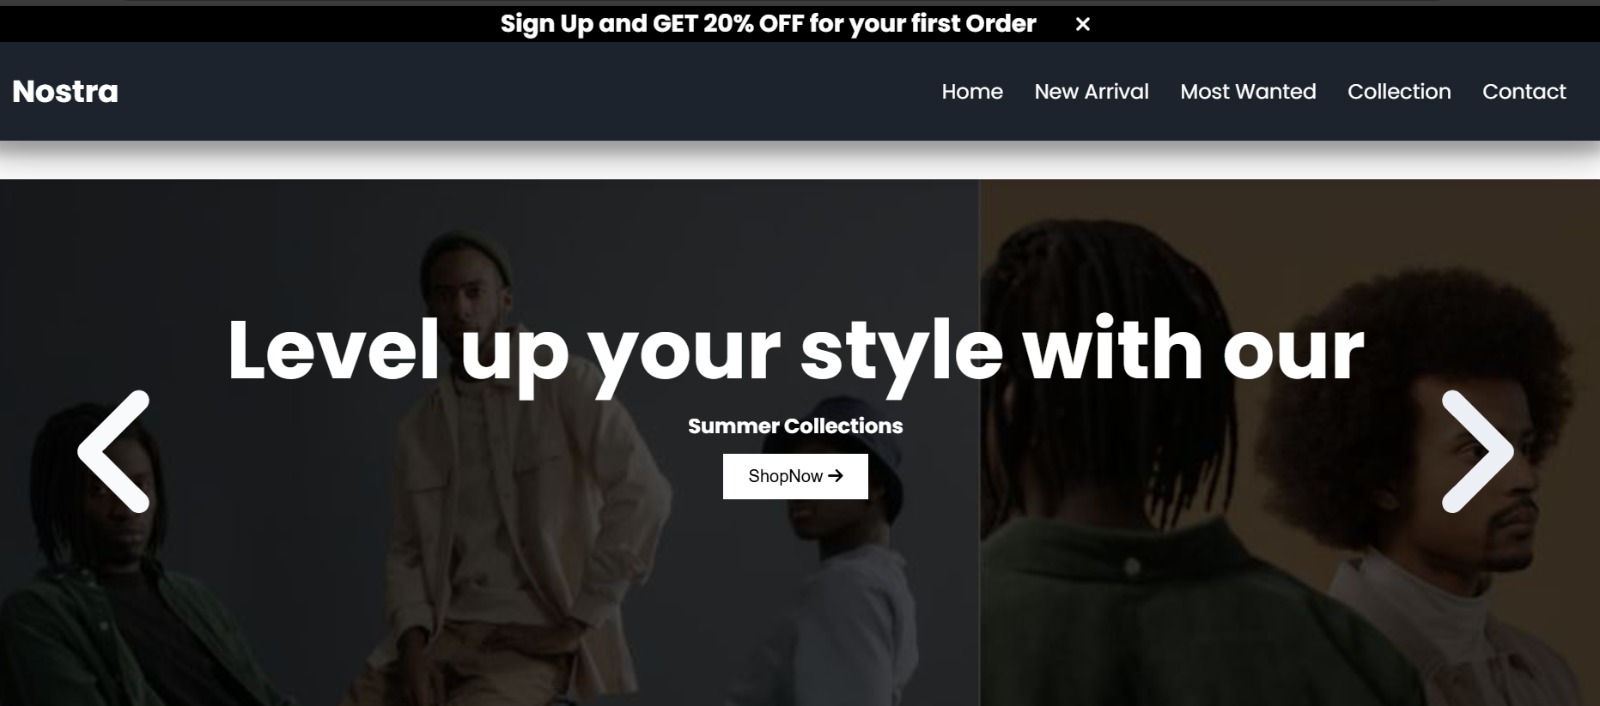 Sign Up and GET 20% OFF for your first Order
Nostra
Home New Arrival Most Wanted Collection Contact
Level up your style with our
Summer Collections
ShopNow